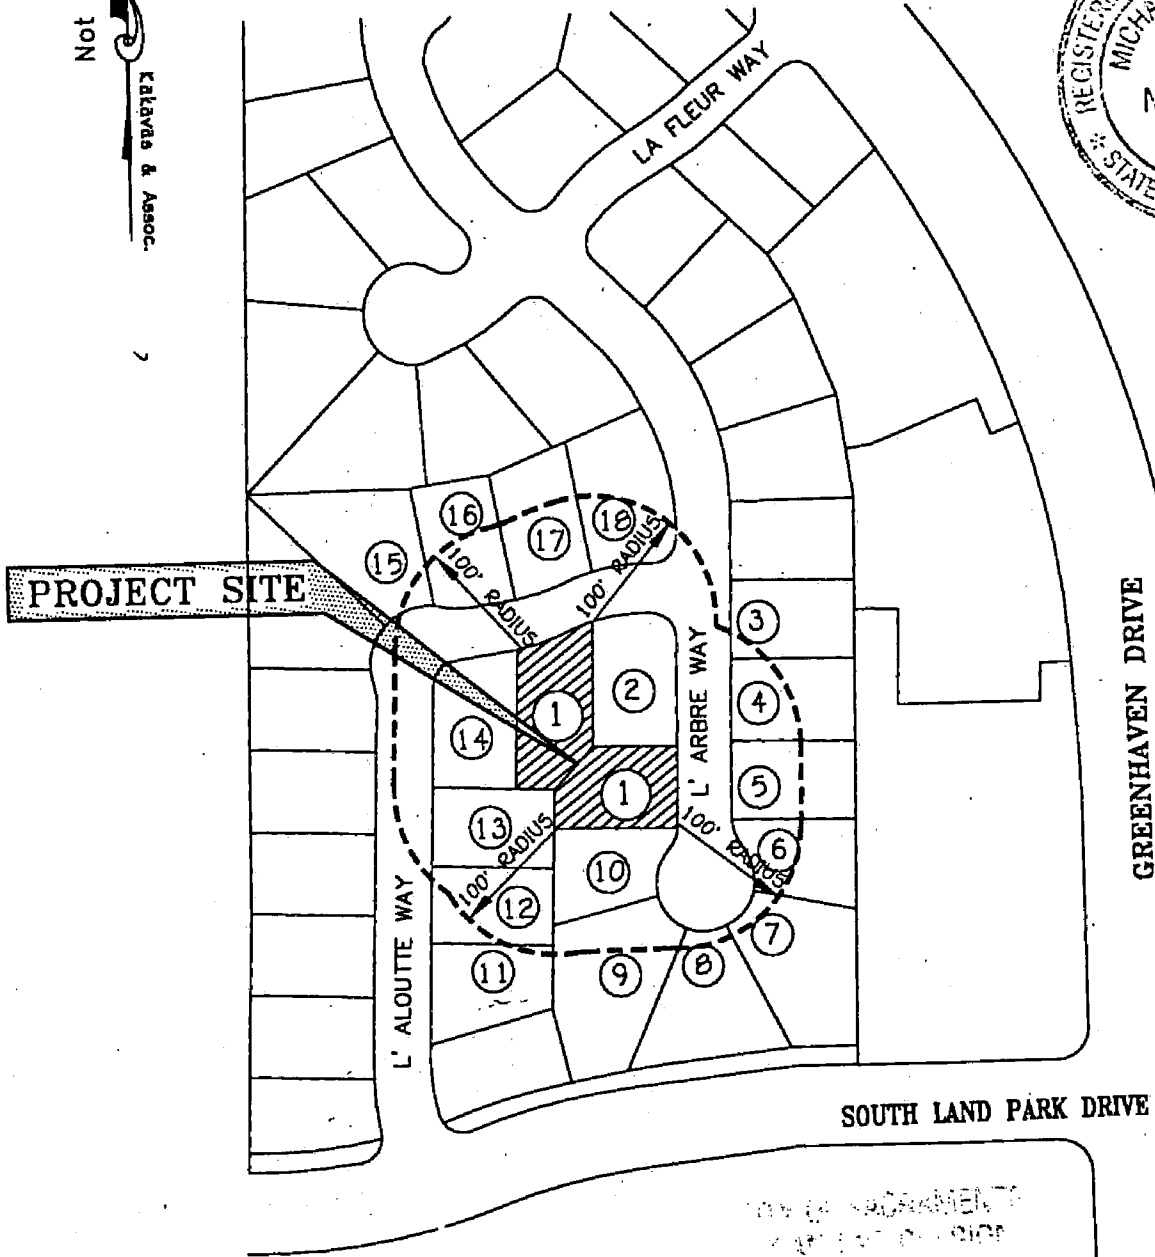 Not
Kakavas & Assoc.
REGISTERE
MICHA
STATE
LA FLEUR WAY
16
18
17
15
100' RADIUS
100' RADIUS
PROJECT SITE
3
2
4
1
14
L' ARBRE WAY
GREENHAVEN DRIVE
5
1
13
100' RADIUS
100' RADIUS
6
10
12
7
11
9
8
L' ALOUTTE WAY
SOUTH LAND PARK DRIVE